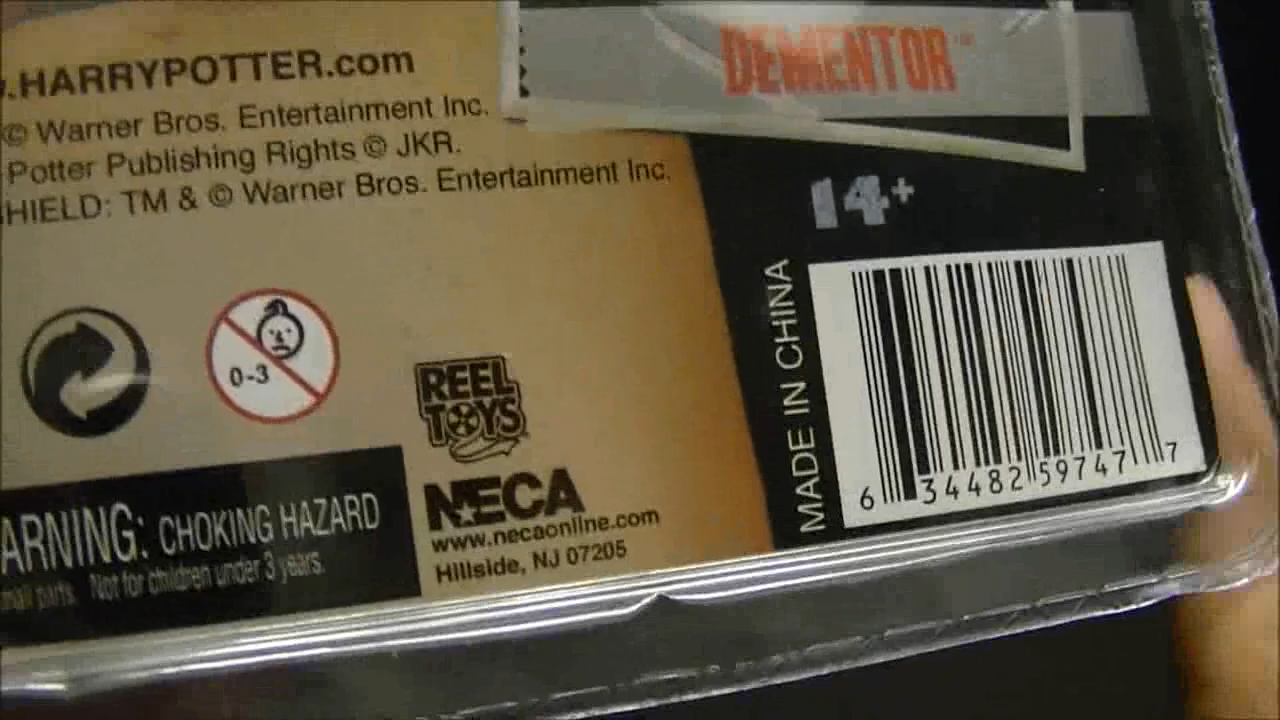 .HARRYPOTTER.com
© Warner Bros. Entertainment Inc.
Potter Publishing Rights © JKR.
HIELD: TM & © Warner Bros. Entertainment Inc.
DEMENTOR™
14+
0-3
REEL
TOYS
NECA
www.necaonline.com
Hillside, NJ 07205
ARNING: CHOKING HAZARD
parts. Not for children under 3 years.
MADE IN CHINA
6 34482 59747 7